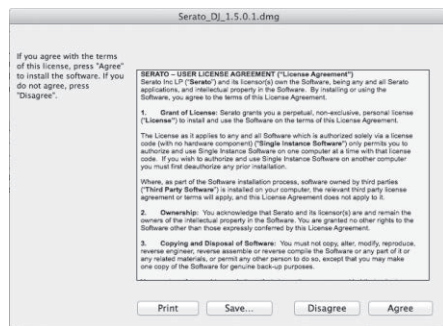 Serato_DJ_1.5.0.1.dmg
If you agree with the terms
of this license, press "Agree"
to install the software. If you
do not agree, press
"Disagree".
SERATO – USER LICENSE AGREEMENT ("License Agreement")
Serato Inc LP ("Serato") and its licensor(s) own the Software, being any and all Serato
applications, and intellectual property in the Software. By installing or using the
Software, you agree to the terms of this License Agreement.
1. Grant of License: Serato grants you a perpetual, non-exclusive, personal license
("License") to install and use the Software on the terms of this License Agreement.
The License as it applies to any and all Software which is authorized solely via a license
code (with no hardware component) ("Single Instance Software") only permits you to
authorize and use Single Instance Software on one computer at a time with that license
code. If you wish to authorize and use Single Instance Software on another computer
you must first deauthorize any prior installation.
Where, as part of the Software installation process, software owned by third parties
("Third Party Software") is installed on your computer, the relevant third party license
agreement or terms will apply, and this License Agreement does not apply to it.
2. Ownership: You acknowledge that Serato and its licensor(s) are and remain the
owners of the intellectual property in the Software. You are granted no other rights to the
Software other than those expressly conferred by this License Agreement.
3. Copying and Disposal of Software: You must not copy, alter, modify, reproduce,
reverse engineer, reverse assemble or reverse compile the Software or any part of it or
any related materials, or permit any other person to do so, except that you may make
one copy of the Software for genuine back-up purposes.
Print Save... Disagree Agree